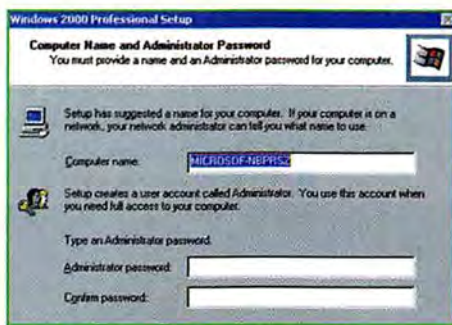 Windows 2000 Professional Setup
Computer Name and Administrator Password
You must provide a name and an Administrator password for your computer.
Setup has suggested a name for your computer. If your computer is on a
network, your network administrator can tell you what name to use.
Computer name: MICROSOF-NBPRSZ
Setup creates a user account called Administrator. You use this account when
you need full access to your computer.
Type an Administrator password.
Administrator password:
Confirm password: